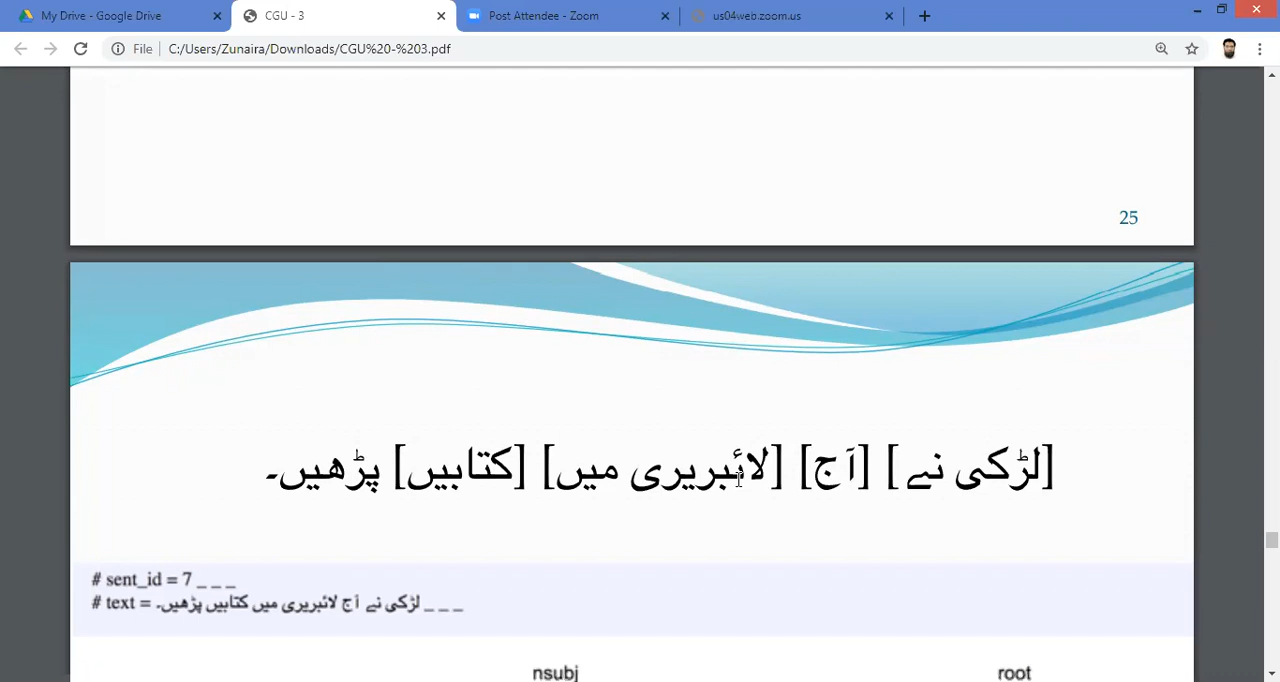 My Drive - Google Drive
CGU - 3
Post Attendee - Zoom
us04web.zoom.us
File
C:/Users/Zunaira/Downloads/CGU%20-%203.pdf
25
[لڑکی نے] [آج] [لائبریری میں] [کتابیں] پڑھیں۔
# sent_id = 7 _ _ _
# text = لڑکی نے آج لائبریری میں کتابیں پڑھیں۔ _ _ _
nsubj
root